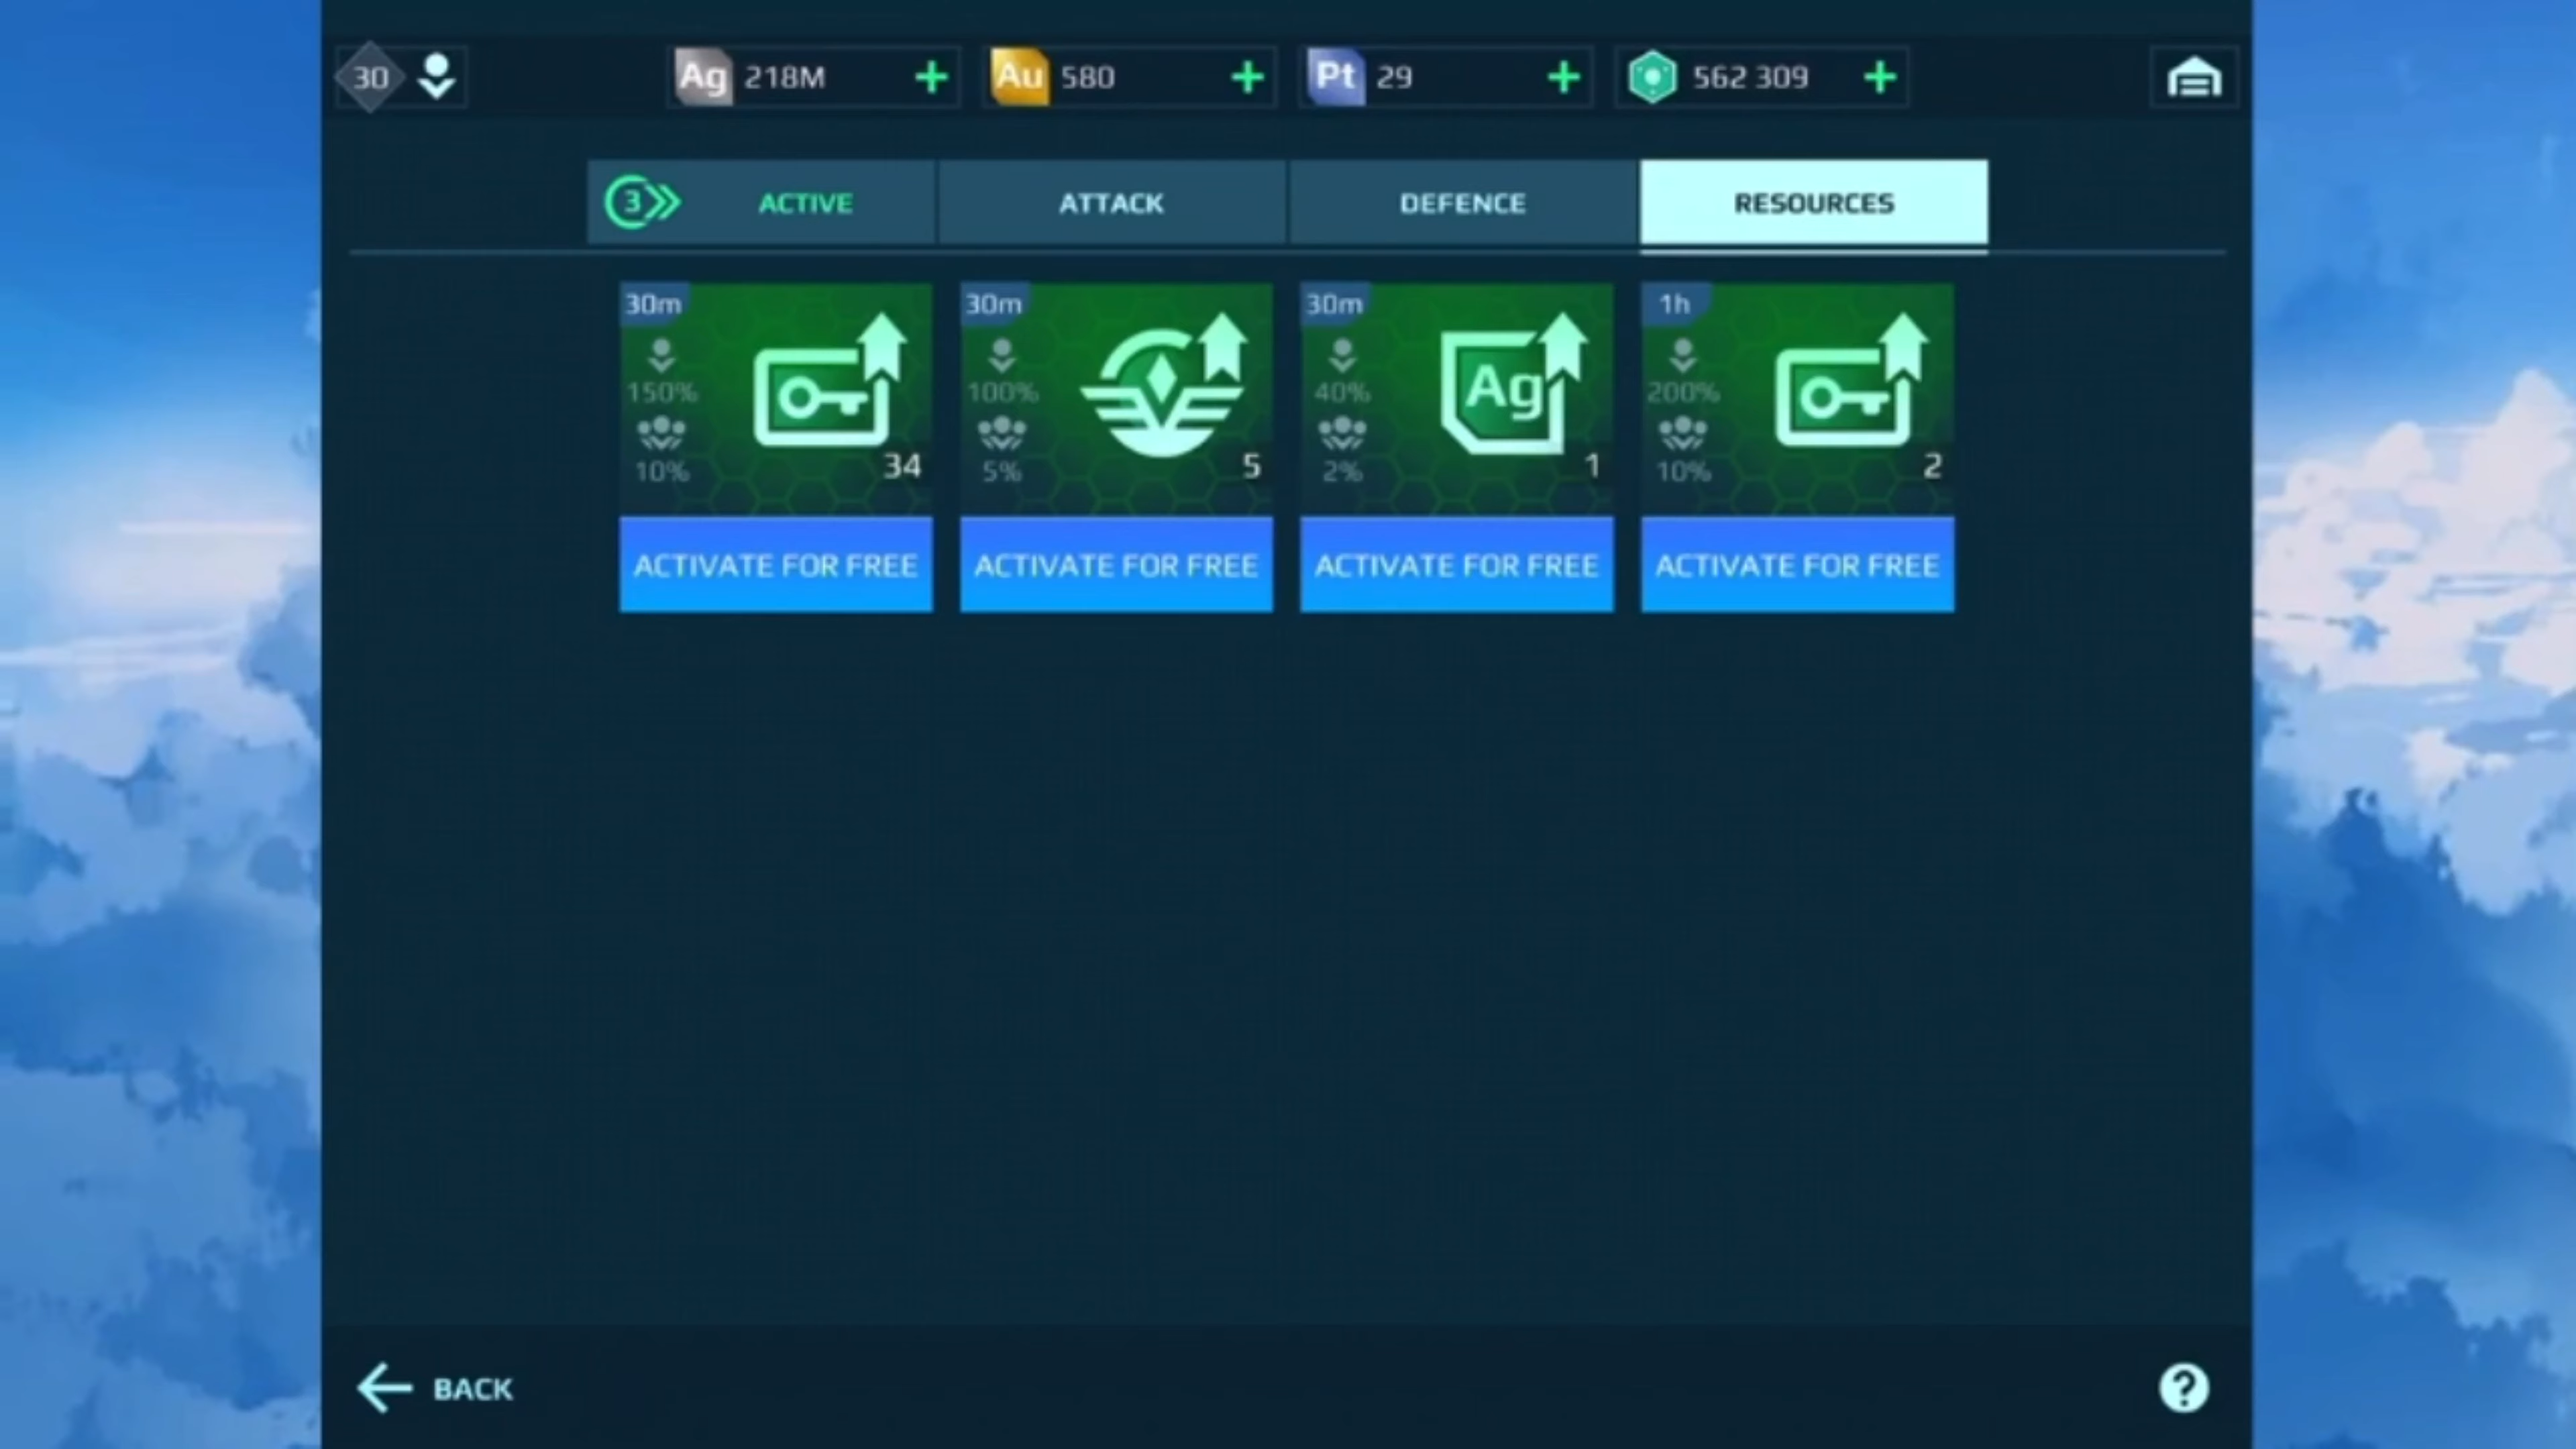 30
Ag 218M
Au 580
Pt 29
562 309
3 ACTIVE
ATTACK
DEFENCE
RESOURCES
30m
150%
10%
34
ACTIVATE FOR FREE
30m
100%
5%
5
ACTIVATE FOR FREE
30m
40%
2%
Ag
1
ACTIVATE FOR FREE
1h
200%
10%
2
ACTIVATE FOR FREE
BACK
?